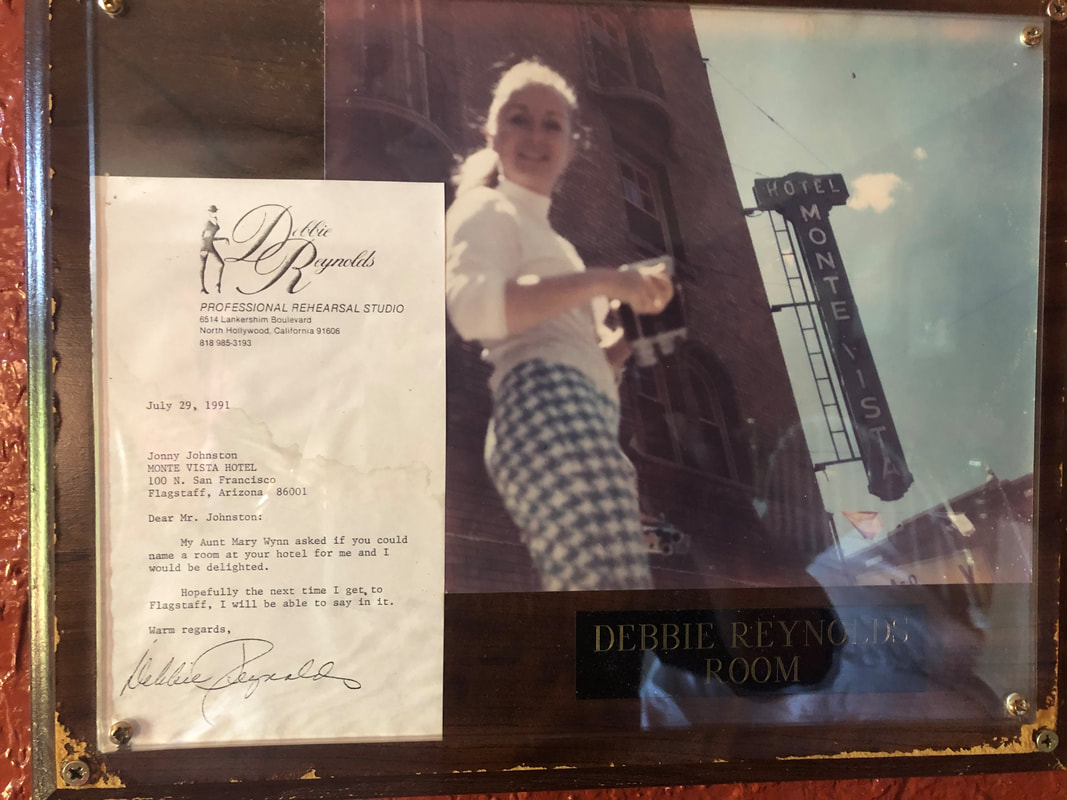 Debbie
Reynolds
PROFESSIONAL REHEARSAL STUDIO
6514 Lankershim Boulevard
North Hollywood, California 91606
818 985-3193
July 29, 1991
Jonny Johnston
MONTE VISTA HOTEL
100 N. San Francisco
Flagstaff, Arizona 86001
Dear Mr. Johnston:
My Aunt Mary Wynn asked if you could
name a room at your hotel for me and I
would be delighted.
Hopefully the next time I get to
Flagstaff, I will be able to say in it.
Warm regards,
Debbie Reynolds
HOTEL
MONTE VISTA
DEBBIE REYNOLDS
ROOM